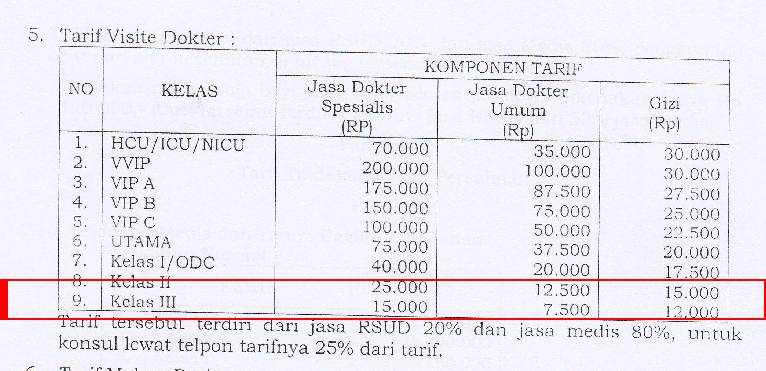 5. Tarif Visite Dokter :
NO KELAS KOMPONEN TARIF
Jasa Dokter Spesialis (RP) Jasa Dokter Umum (Rp) Gizi (Rp)
1. HCU/ICU/NICU 70.000 35.000 30.000
2. VVIP 200.000 100.000 30.000
3. VIP A 175.000 87.500 27.500
4. VIP B 150.000 75.000 25.000
5. VIP C 100.000 50.000 22.500
6. UTAMA 75.000 37.500 20.000
7. Kelas I/ODC 40.000 20.000 17.500
8. Kelas II 25.000 12.500 15.000
9. Kelas III 15.000 7.500 12.000
Tarif tersebut terdiri dari jasa RSUD 20% dan jasa medis 80%, untuk
konsul lewat telpon tarifnya 25% dari tarif.